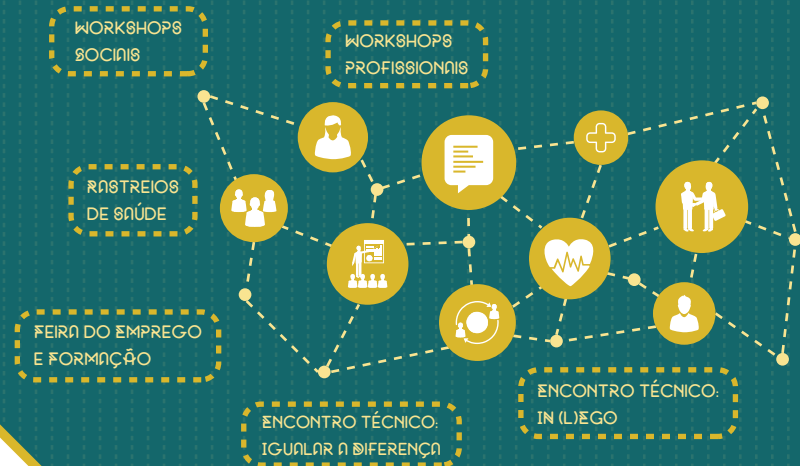 WORKSHOPS
SOCIAIS
WORKSHOPS
PROFISSIONAIS
RASTREIOS
DE SAÚDE
FEIRA DO EMPREGO
E FORMAÇÃO
ENCONTRO TÉCNICO:
IN (L)EGO
ENCONTRO TÉCNICO:
IGUALAR A DIFERENÇA